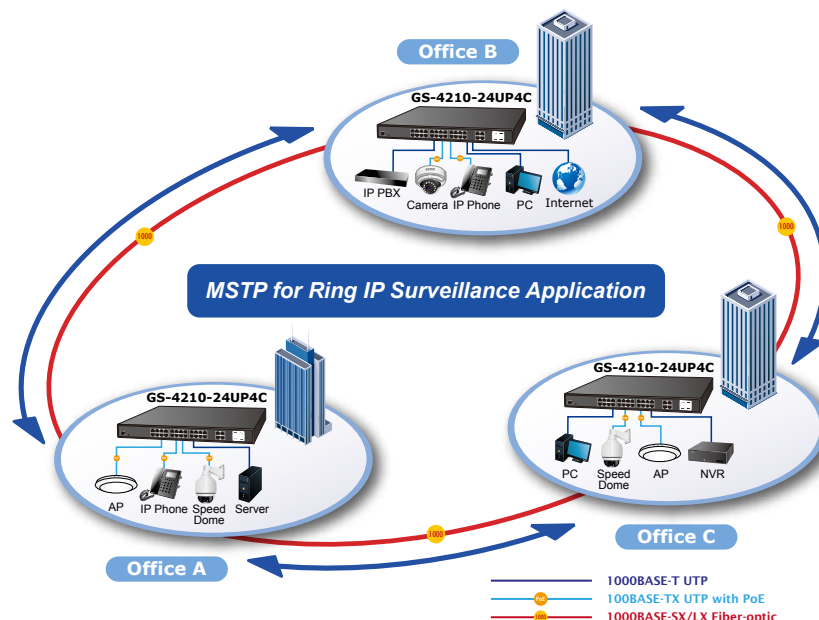 Office B
GS-4210-24UP4C
IP PBX
Camera
IP Phone
PC
Internet
1000
1000
MSTP for Ring IP Surveillance Application
GS-4210-24UP4C
AP
IP Phone
Speed
Dome
Server
Office A
GS-4210-24UP4C
PC
Speed
Dome
AP
NVR
Office C
1000
1000BASE-T UTP
PoE
100BASE-TX UTP with PoE
1000
1000BASE-SX/LX Fiber-optic